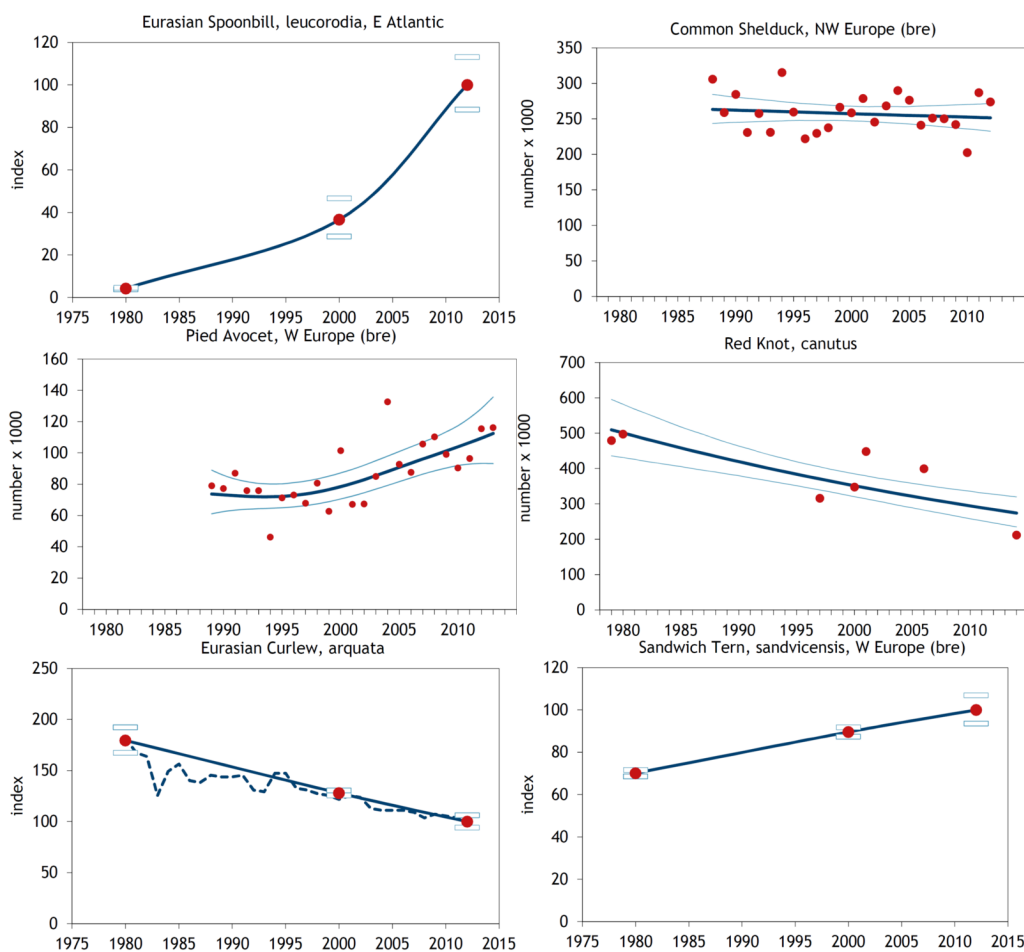 Eurasian Spoonbill, leucorodia, E Atlantic
120
100
80
60
40
20
0
index
1975 1980 1985 1990 1995 2000 2005 2010 2015
Common Shelduck, NW Europe (bre)
350
300
250
200
150
100
50
0
number x 1000
1980 1985 1990 1995 2000 2005 2010
Pied Avocet, W Europe (bre)
160
140
120
100
80
60
40
20
0
number x 1000
1980 1985 1990 1995 2000 2005 2010
Red Knot, canutus
700
600
500
400
300
200
100
0
number x 1000
1980 1985 1990 1995 2000 2005 2010
Eurasian Curlew, arquata
250
200
150
100
50
0
index
1975 1980 1985 1990 1995 2000 2005 2010 2015
Sandwich Tern, sandvicensis, W Europe (bre)
120
100
80
60
40
20
0
index
1975 1980 1985 1990 1995 2000 2005 2010 2015